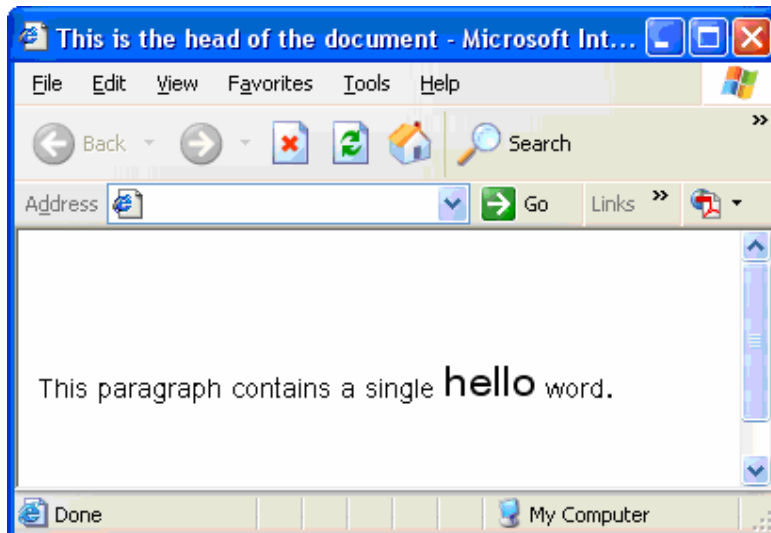 This is the head of the document - Microsoft Int...
File Edit View Favorites Tools Help
Back Search »
Address Go Links »
This paragraph contains a single hello word.
Done My Computer